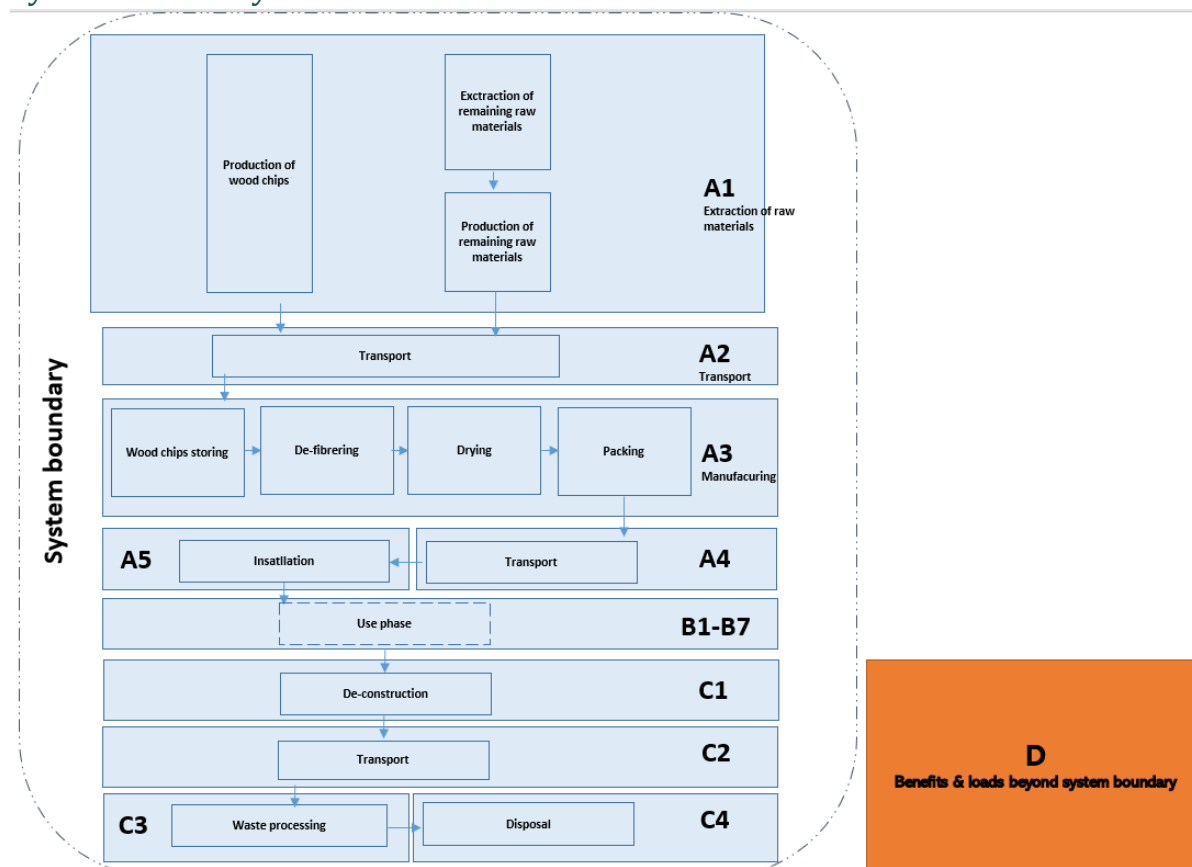 Exctraction of
remaining raw
materials
Production of
wood chips
A1
Extraction of raw
materials
Production of
remaining raw
materials
System boundary
Transport
A2
Transport
Wood chips storing
De-fibrering
Drying
Packing
A3
Manufacuring
A5
Insatllation
Transport
A4
Use phase
B1-B7
De-construction
C1
Transport
C2
C3
Waste processing
Disposal
C4
D
Benefits & loads beyond system boundary